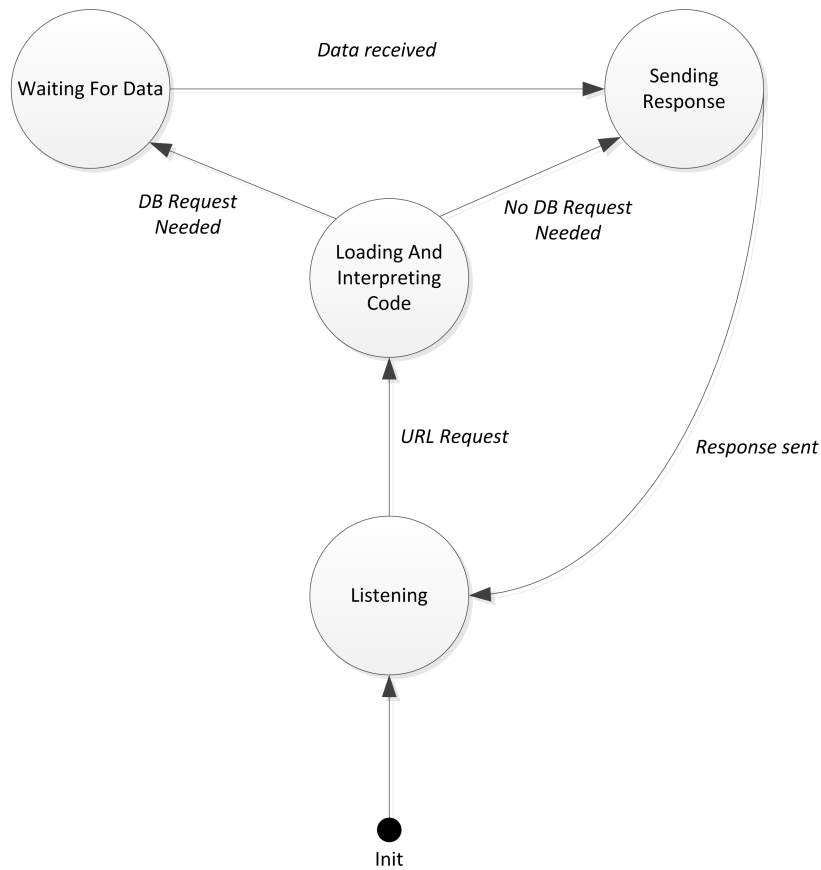 Data received
Waiting For Data
Sending
Response
DB Request
Needed
No DB Request
Needed
Loading And
Interpreting
Code
URL Request
Response sent
Listening
Init